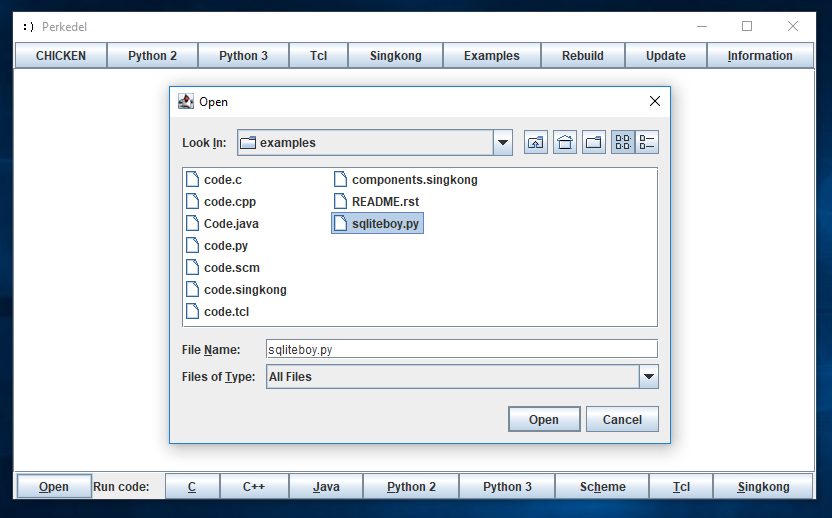 :) Perkedel
CHICKEN Python 2 Python 3 Tcl Singkong Examples Rebuild Update Information
Open
Look In: examples
code.c components.singkong
code.cpp README.rst
Code.java sqliteboy.py
code.py
code.scm
code.singkong
code.tcl
File Name: sqliteboy.py
Files of Type: All Files
Open Cancel
Open Run code: C C++ Java Python 2 Python 3 Scheme Tcl Singkong